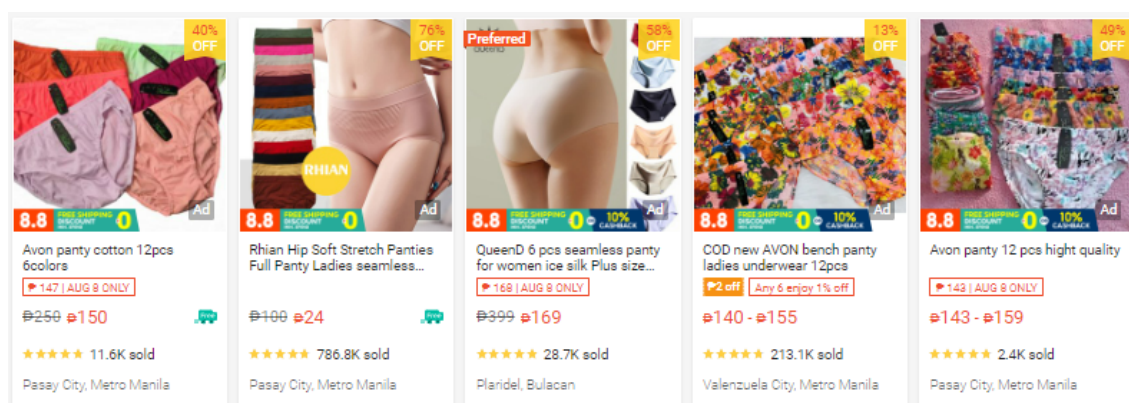 40%
OFF
Ad
8.8
FREE SHIPPING
DISCOUNT
0
Avon panty cotton 12pcs
6colors
₱ 147 | AUG 8 ONLY
₱250 ₱150
Free
11.6K sold
Pasay City, Metro Manila
76%
OFF
RHIAN
Ad
8.8
FREE SHIPPING
DISCOUNT
0
Rhian Hip Soft Stretch Panties
Full Panty Ladies seamless...
₱100 ₱24
Free
786.8K sold
Pasay City, Metro Manila
Preferred
58%
OFF
Ad
8.8
FREE SHIPPING
DISCOUNT
0
10%
CASHBACK
QueenD 6 pcs seamless panty
for women ice silk Plus size...
₱ 168 | AUG 8 ONLY
₱399 ₱169
28.7K sold
Plaridel, Bulacan
13%
OFF
Ad
8.8
FREE SHIPPING
DISCOUNT
0
10%
CASHBACK
COD new AVON bench panty
ladies underwear 12pcs
₱2 off Any 6 enjoy 1% off
₱140 - ₱155
213.1K sold
Valenzuela City, Metro Manila
49%
OFF
Ad
8.8
FREE SHIPPING
DISCOUNT
0
10%
CASHBACK
Avon panty 12 pcs hight quality
₱ 143 | AUG 8 ONLY
₱143 - ₱159
2.4K sold
Pasay City, Metro Manila